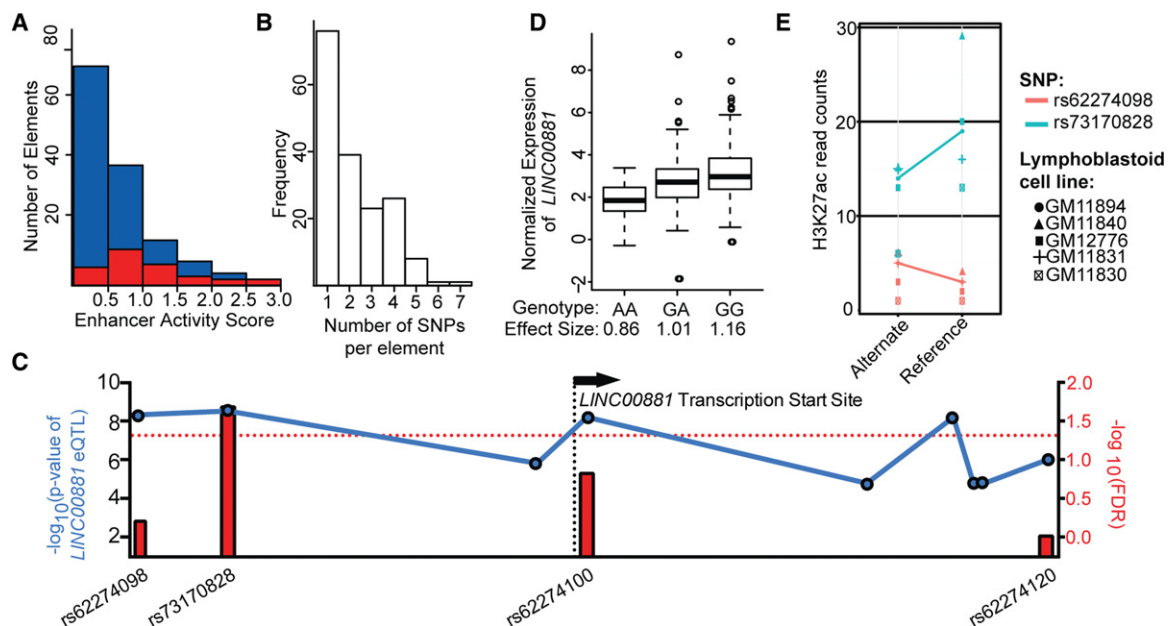 A
Number of Elements
80
60
40
20
0.5 1.0 1.5 2.0 2.5 3.0
Enhancer Activity Score
B
Frequency
60
40
20
0
1 2 3 4 5 6 7
Number of SNPs
per element
D
Normalized Expression
of LINC00881
8
6
4
2
0
−2
Genotype: AA GA GG
Effect Size: 0.86 1.01 1.16
E
H3K27ac read counts
30
20
10
0
Alternate
Reference
SNP:
rs62274098
rs73170828
Lymphoblastoid
cell line:
GM11894
GM11840
GM12776
GM11831
GM11830
C
-log10(p-value of
LINC00881 eQTL)
10
8
6
4
2
LINC00881 Transcription Start Site
2.0
1.5
1.0
0.5
0.0
-log 10 (FDR)
rs62274098
rs73170828
rs62274100
rs62274120